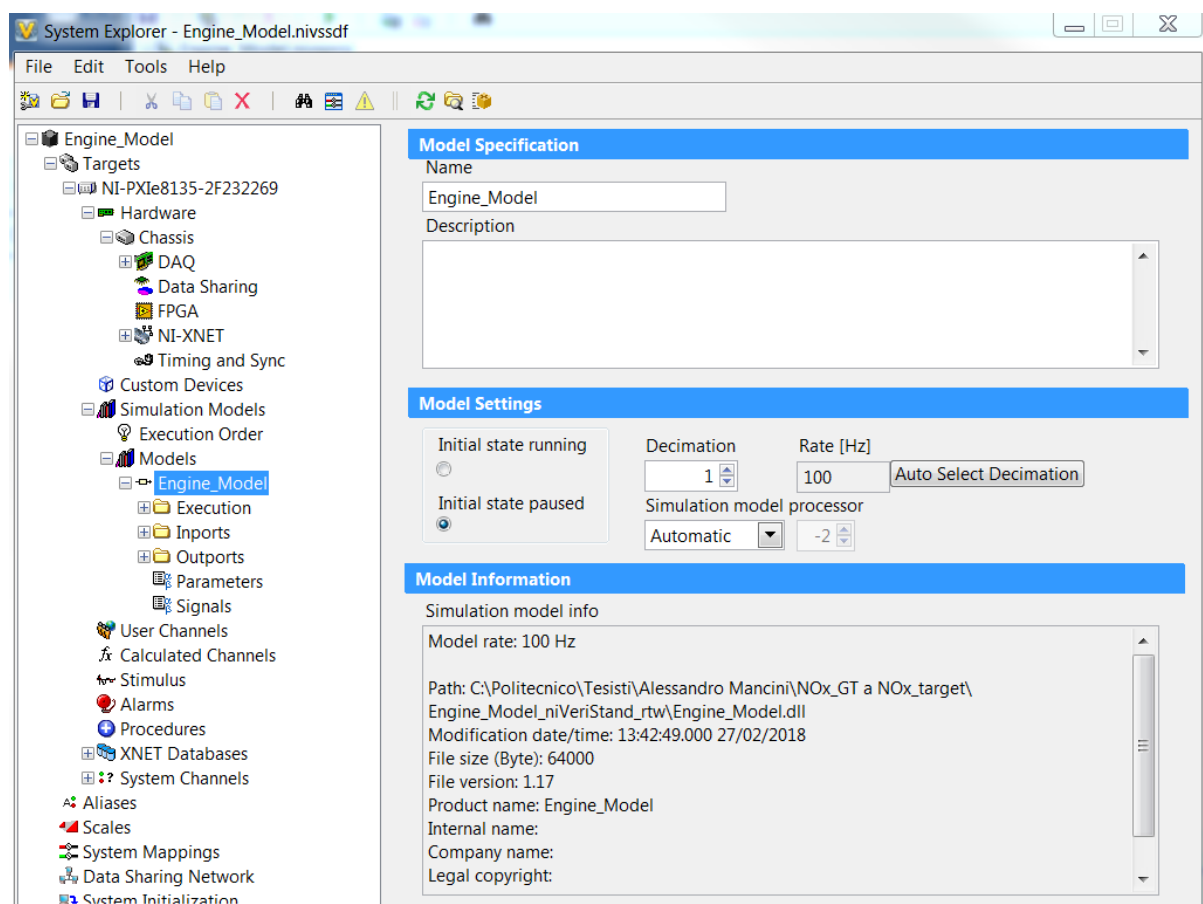 System Explorer - Engine_Model.nivssdf
File Edit Tools Help
Engine_Model
Targets
NI-PXIe8135-2F232269
Hardware
Chassis
DAQ
Data Sharing
FPGA
NI-XNET
Timing and Sync
Custom Devices
Simulation Models
Execution Order
Models
Engine_Model
Execution
Inports
Outports
Parameters
Signals
User Channels
fx Calculated Channels
Stimulus
Alarms
Procedures
XNET Databases
System Channels
Aliases
Scales
System Mappings
Data Sharing Network
System Initialization
Model Specification
Name
Engine_Model
Description
Model Settings
Initial state running
Initial state paused
Decimation Rate [Hz]
1 100 Auto Select Decimation
Simulation model processor
Automatic -2
Model Information
Simulation model info
Model rate: 100 Hz
Path: C:\Politecnico\Tesisti\Alessandro Mancini\NOx_GT a NOx_target\
Engine_Model_niVeriStand_rtw\Engine_Model.dll
Modification date/time: 13:42:49.000 27/02/2018
File size (Byte): 64000
File version: 1.17
Product name: Engine_Model
Internal name:
Company name:
Legal copyright: